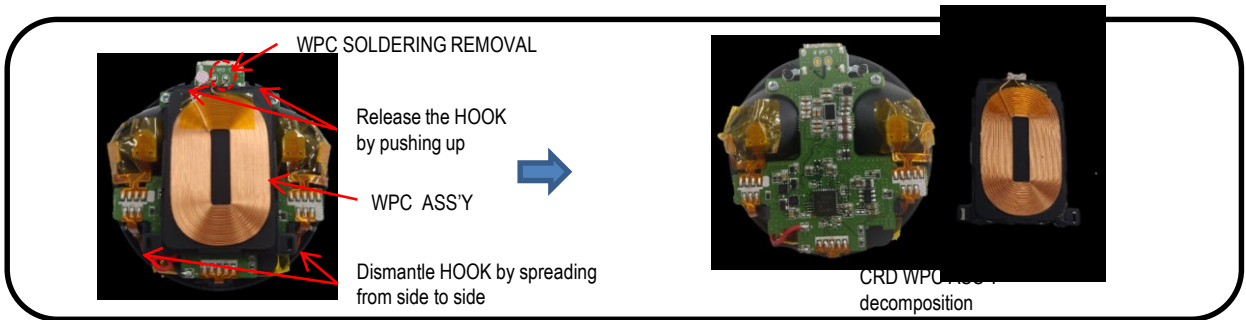 WPC SOLDERING REMOVAL
Release the HOOK
by pushing up
WPC ASS'Y
Dismantle HOOK by spreading
from side to side
CRD WPC
decomposition